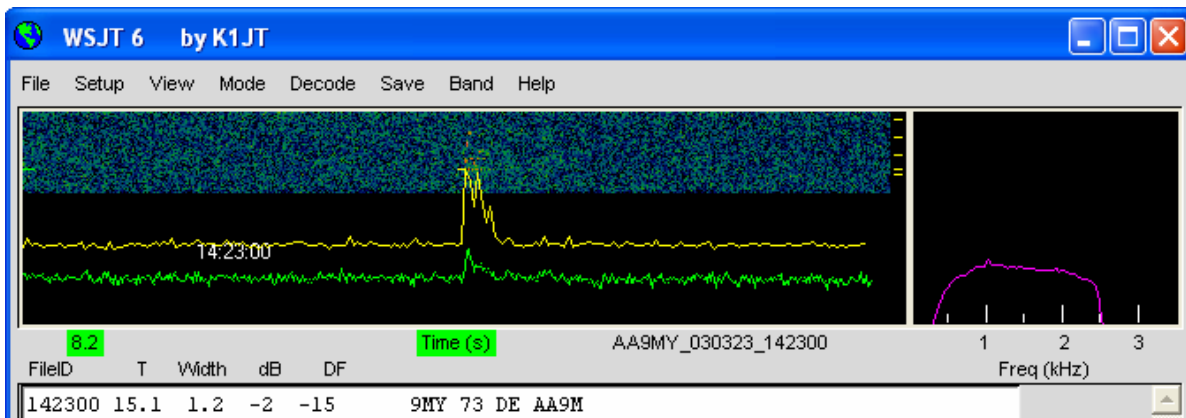 WSJT 6 by K1JT
File Setup View Mode Decode Save Band Help
14:23:00
8.2 Time (s) AA9MY_030323_142300 1 2 3
FileID T Width dB DF Freq (kHz)
142300 15.1 1.2 -2 -15 9MY 73 DE AA9M